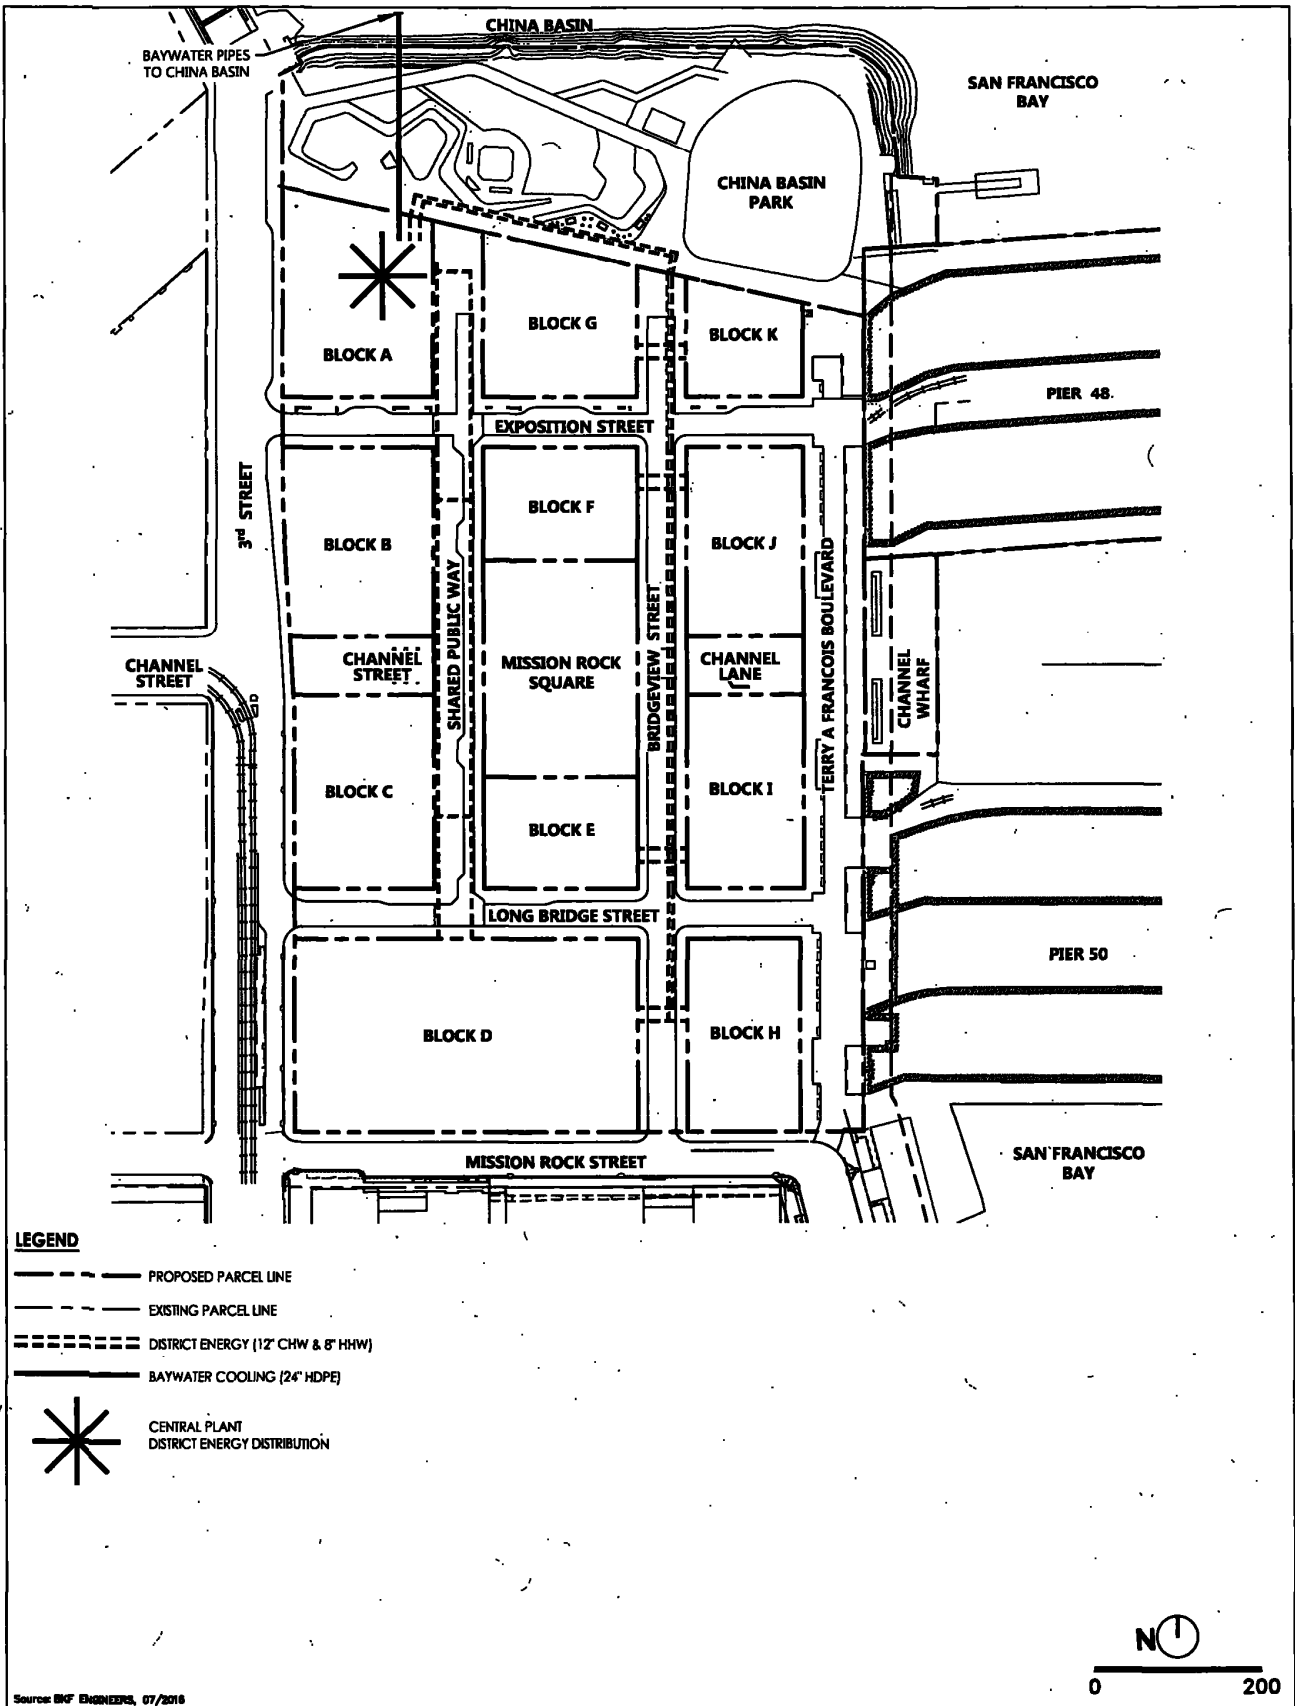 CHINA BASIN
BAYWATER PIPES
TO CHINA BASIN
SAN FRANCISCO
BAY
CHINA BASIN
PARK
BLOCK G
BLOCK K
BLOCK A
PIER 48
EXPOSITION STREET
3rd STREET
BLOCK F
BLOCK B
BLOCK J
SHARED PUBLIC WAY
BRIDGEVIEW STREET
TERRY A FRANCOIS BOULEVARD
CHANNEL
STREET
CHANNEL
STREET
MISSION ROCK
SQUARE
CHANNEL
LANE
CHANNEL
WHARF
D
BLOCK C
BLOCK I
BLOCK E
LONG BRIDGE STREET
PIER 50
BLOCK D
BLOCK H
MISSION ROCK STREET
SAN FRANCISCO
BAY
LEGEND
PROPOSED PARCEL LINE
EXISTING PARCEL LINE
DISTRICT ENERGY (12" CHW & 8" HHW)
BAYWATER COOLING (24" HDPE)
CENTRAL PLANT
DISTRICT ENERGY DISTRIBUTION
N
0 200
Source: BKF ENGINEERS, 07/2016